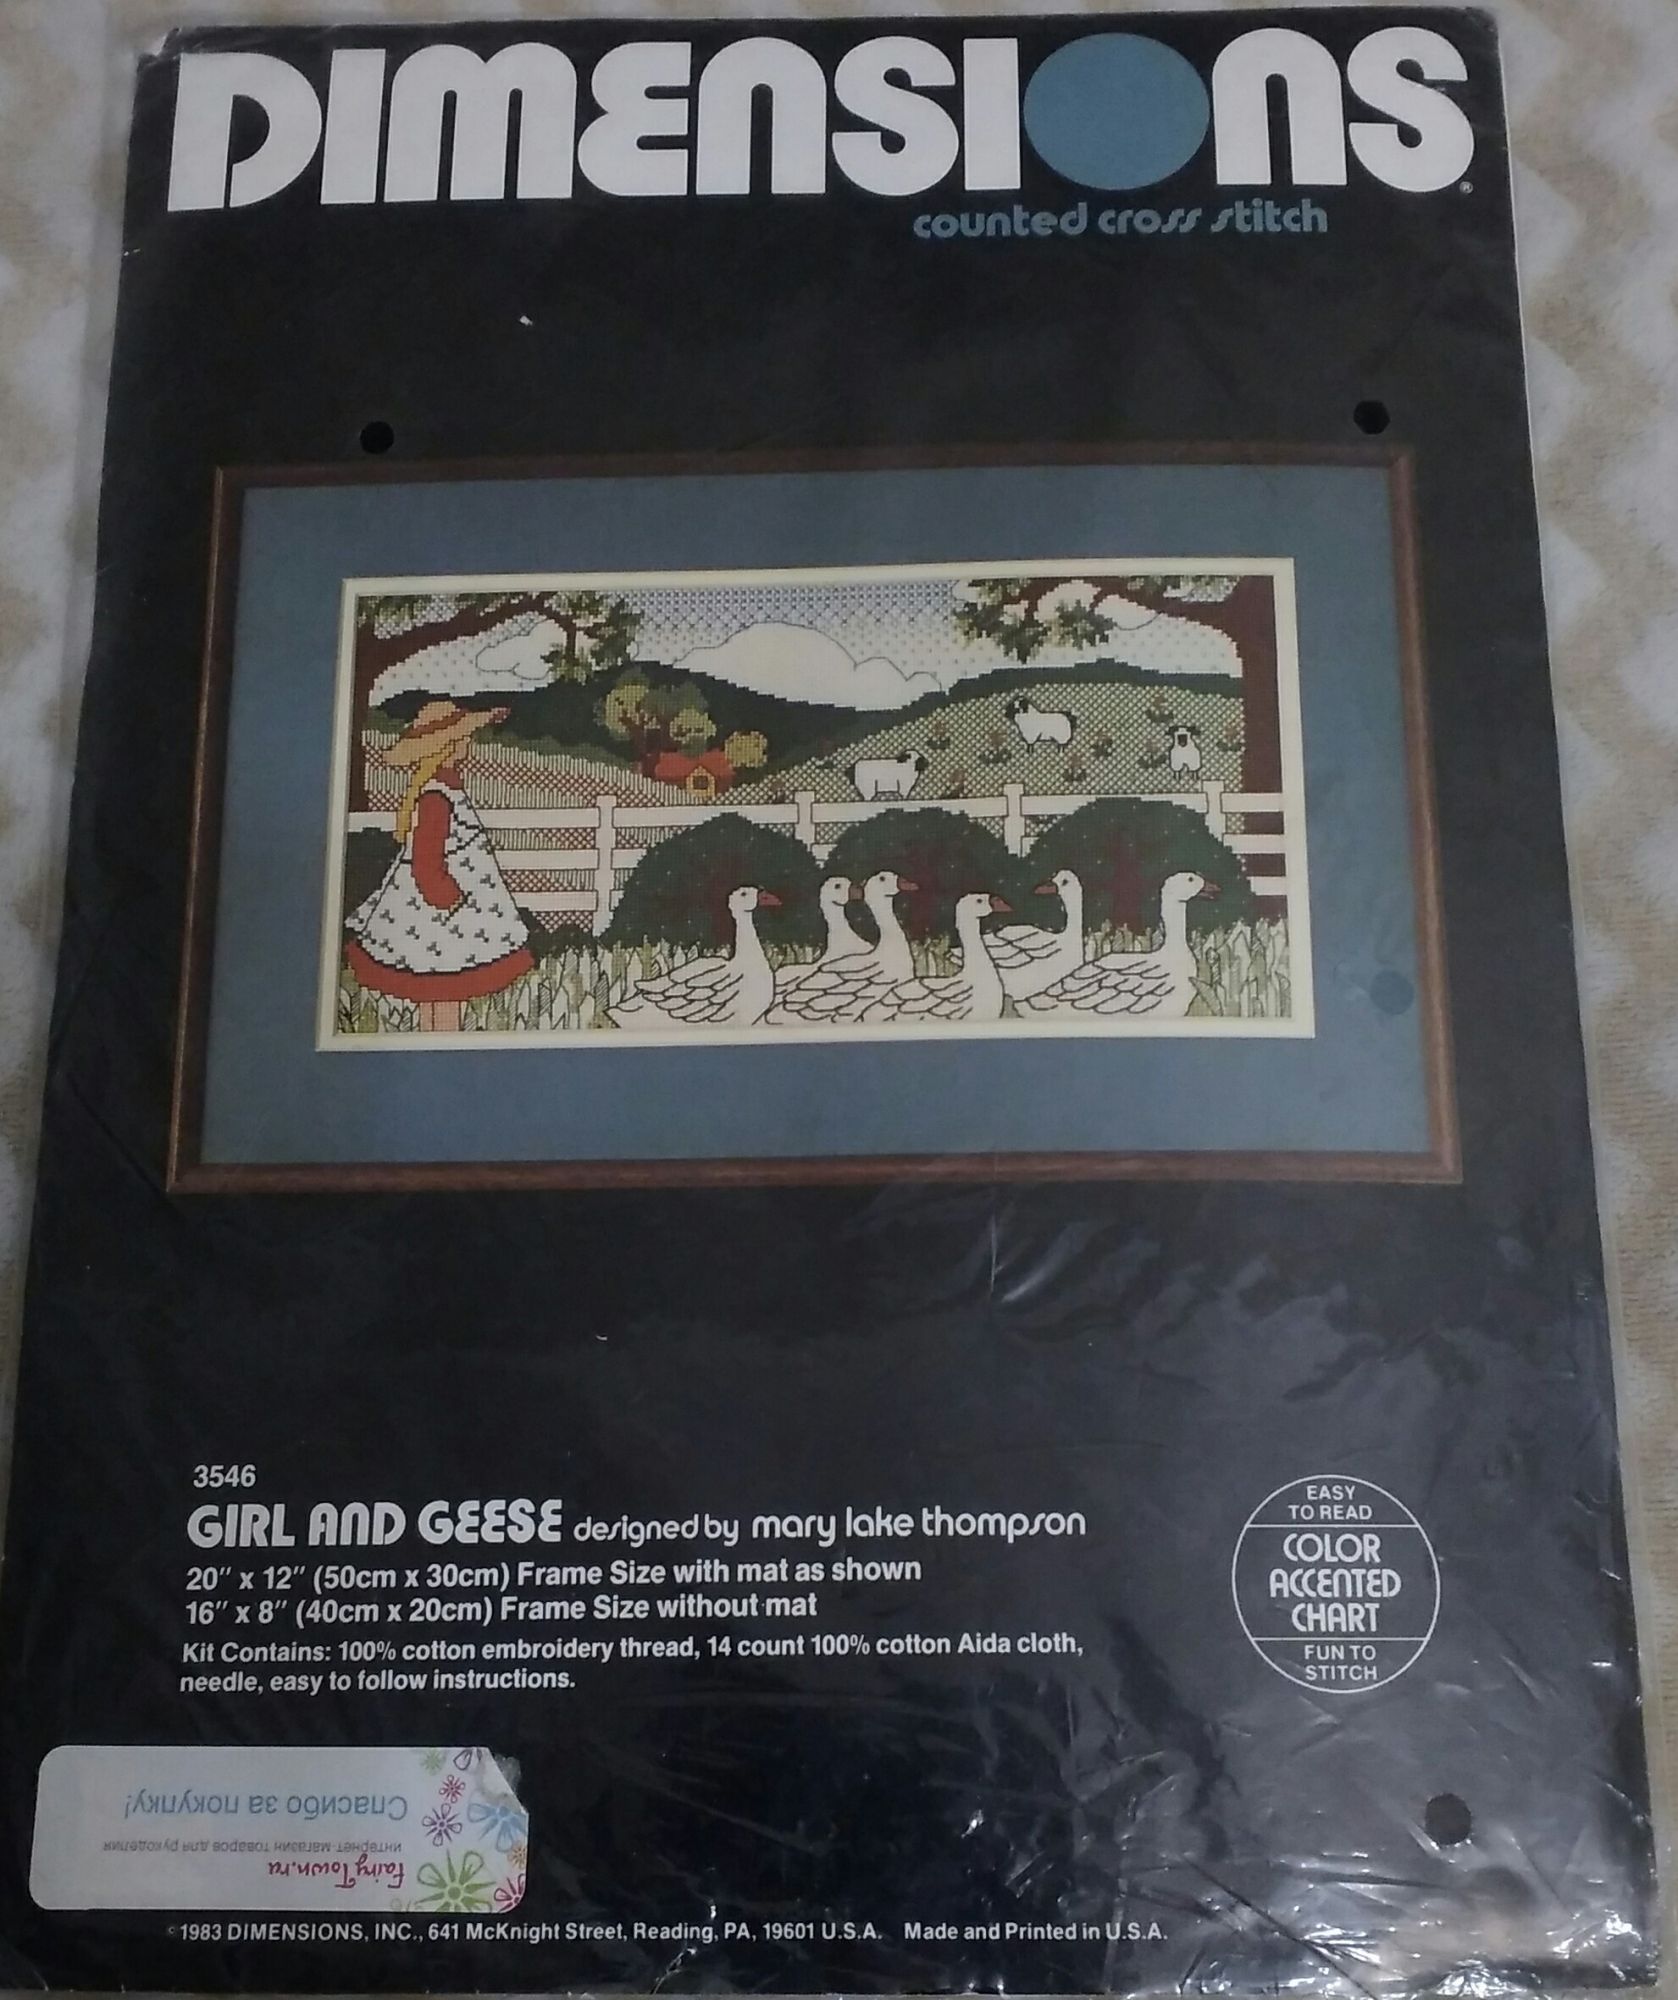 DIMENSIONS®
counted cross stitch
3546
GIRL AND GEESE designed by mary lake thompson
20" x 12" (50cm x 30cm) Frame Size with mat as shown
16" x 8" (40cm x 20cm) Frame Size without mat
Kit Contains: 100% cotton embroidery thread, 14 count 100% cotton Aida cloth,
needle, easy to follow instructions.
EASY
TO READ
COLOR
ACCENTED
CHART
FUN TO
STITCH
FairyTown.ru
интернет-магазин товаров для рукоделия
Спасибо за покупку!
©1983 DIMENSIONS, INC., 641 McKnight Street, Reading, PA, 19601 U.S.A. Made and Printed in U.S.A.